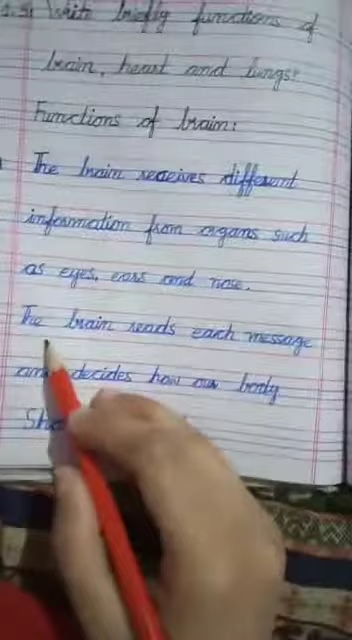 Write briefly functions of
brain, heart and lungs?
Functions of brain:
The brain receives different
information from organs such
as eyes, ears and nose.
The brain reads each message
and decides how our body